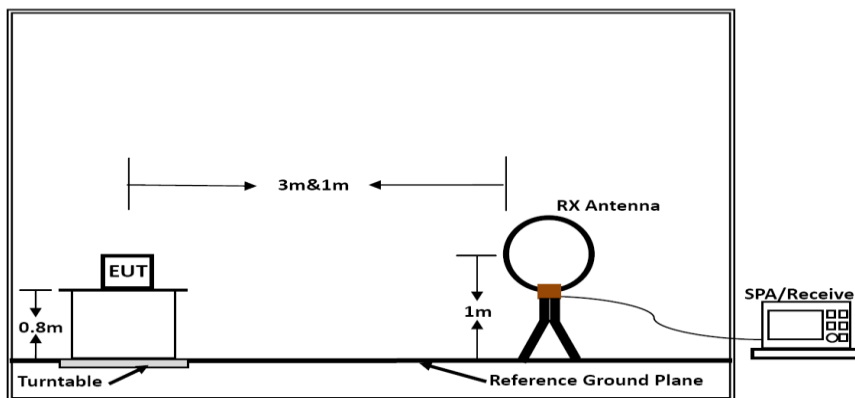 3m&1m
RX Antenna
EUT
SPA/Receive
0.8m
1m
Turntable
Reference Ground Plane